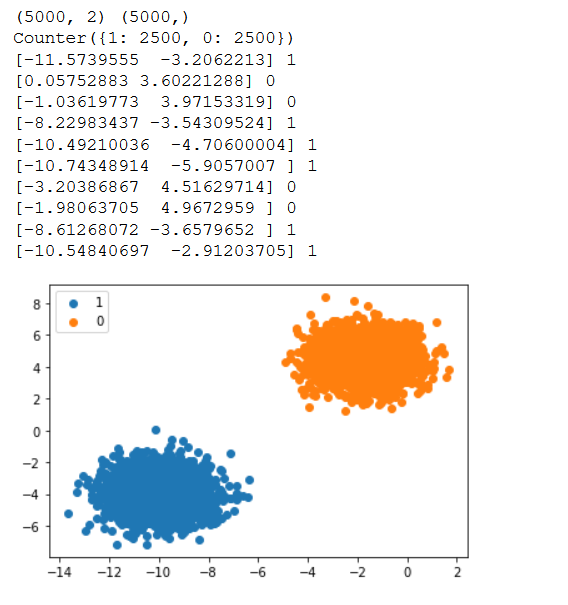 (5000, 2) (5000,)
Counter({1: 2500, 0: 2500})
[-11.5739555  -3.2062213] 1
[0.05752883 3.60221288] 0
[-1.03619773  3.97153319] 0
[-8.22983437 -3.54309524] 1
[-10.49210036  -4.70600004] 1
[-10.74348914  -5.9057007 ] 1
[-3.20386867  4.51629714] 0
[-1.98063705  4.9672959 ] 0
[-8.61268072 -3.6579652 ] 1
[-10.54840697  -2.91203705] 1
1
0
8
6
4
2
0
−2
−4
−6
−14 −12 −10 −8 −6 −4 −2 0 2